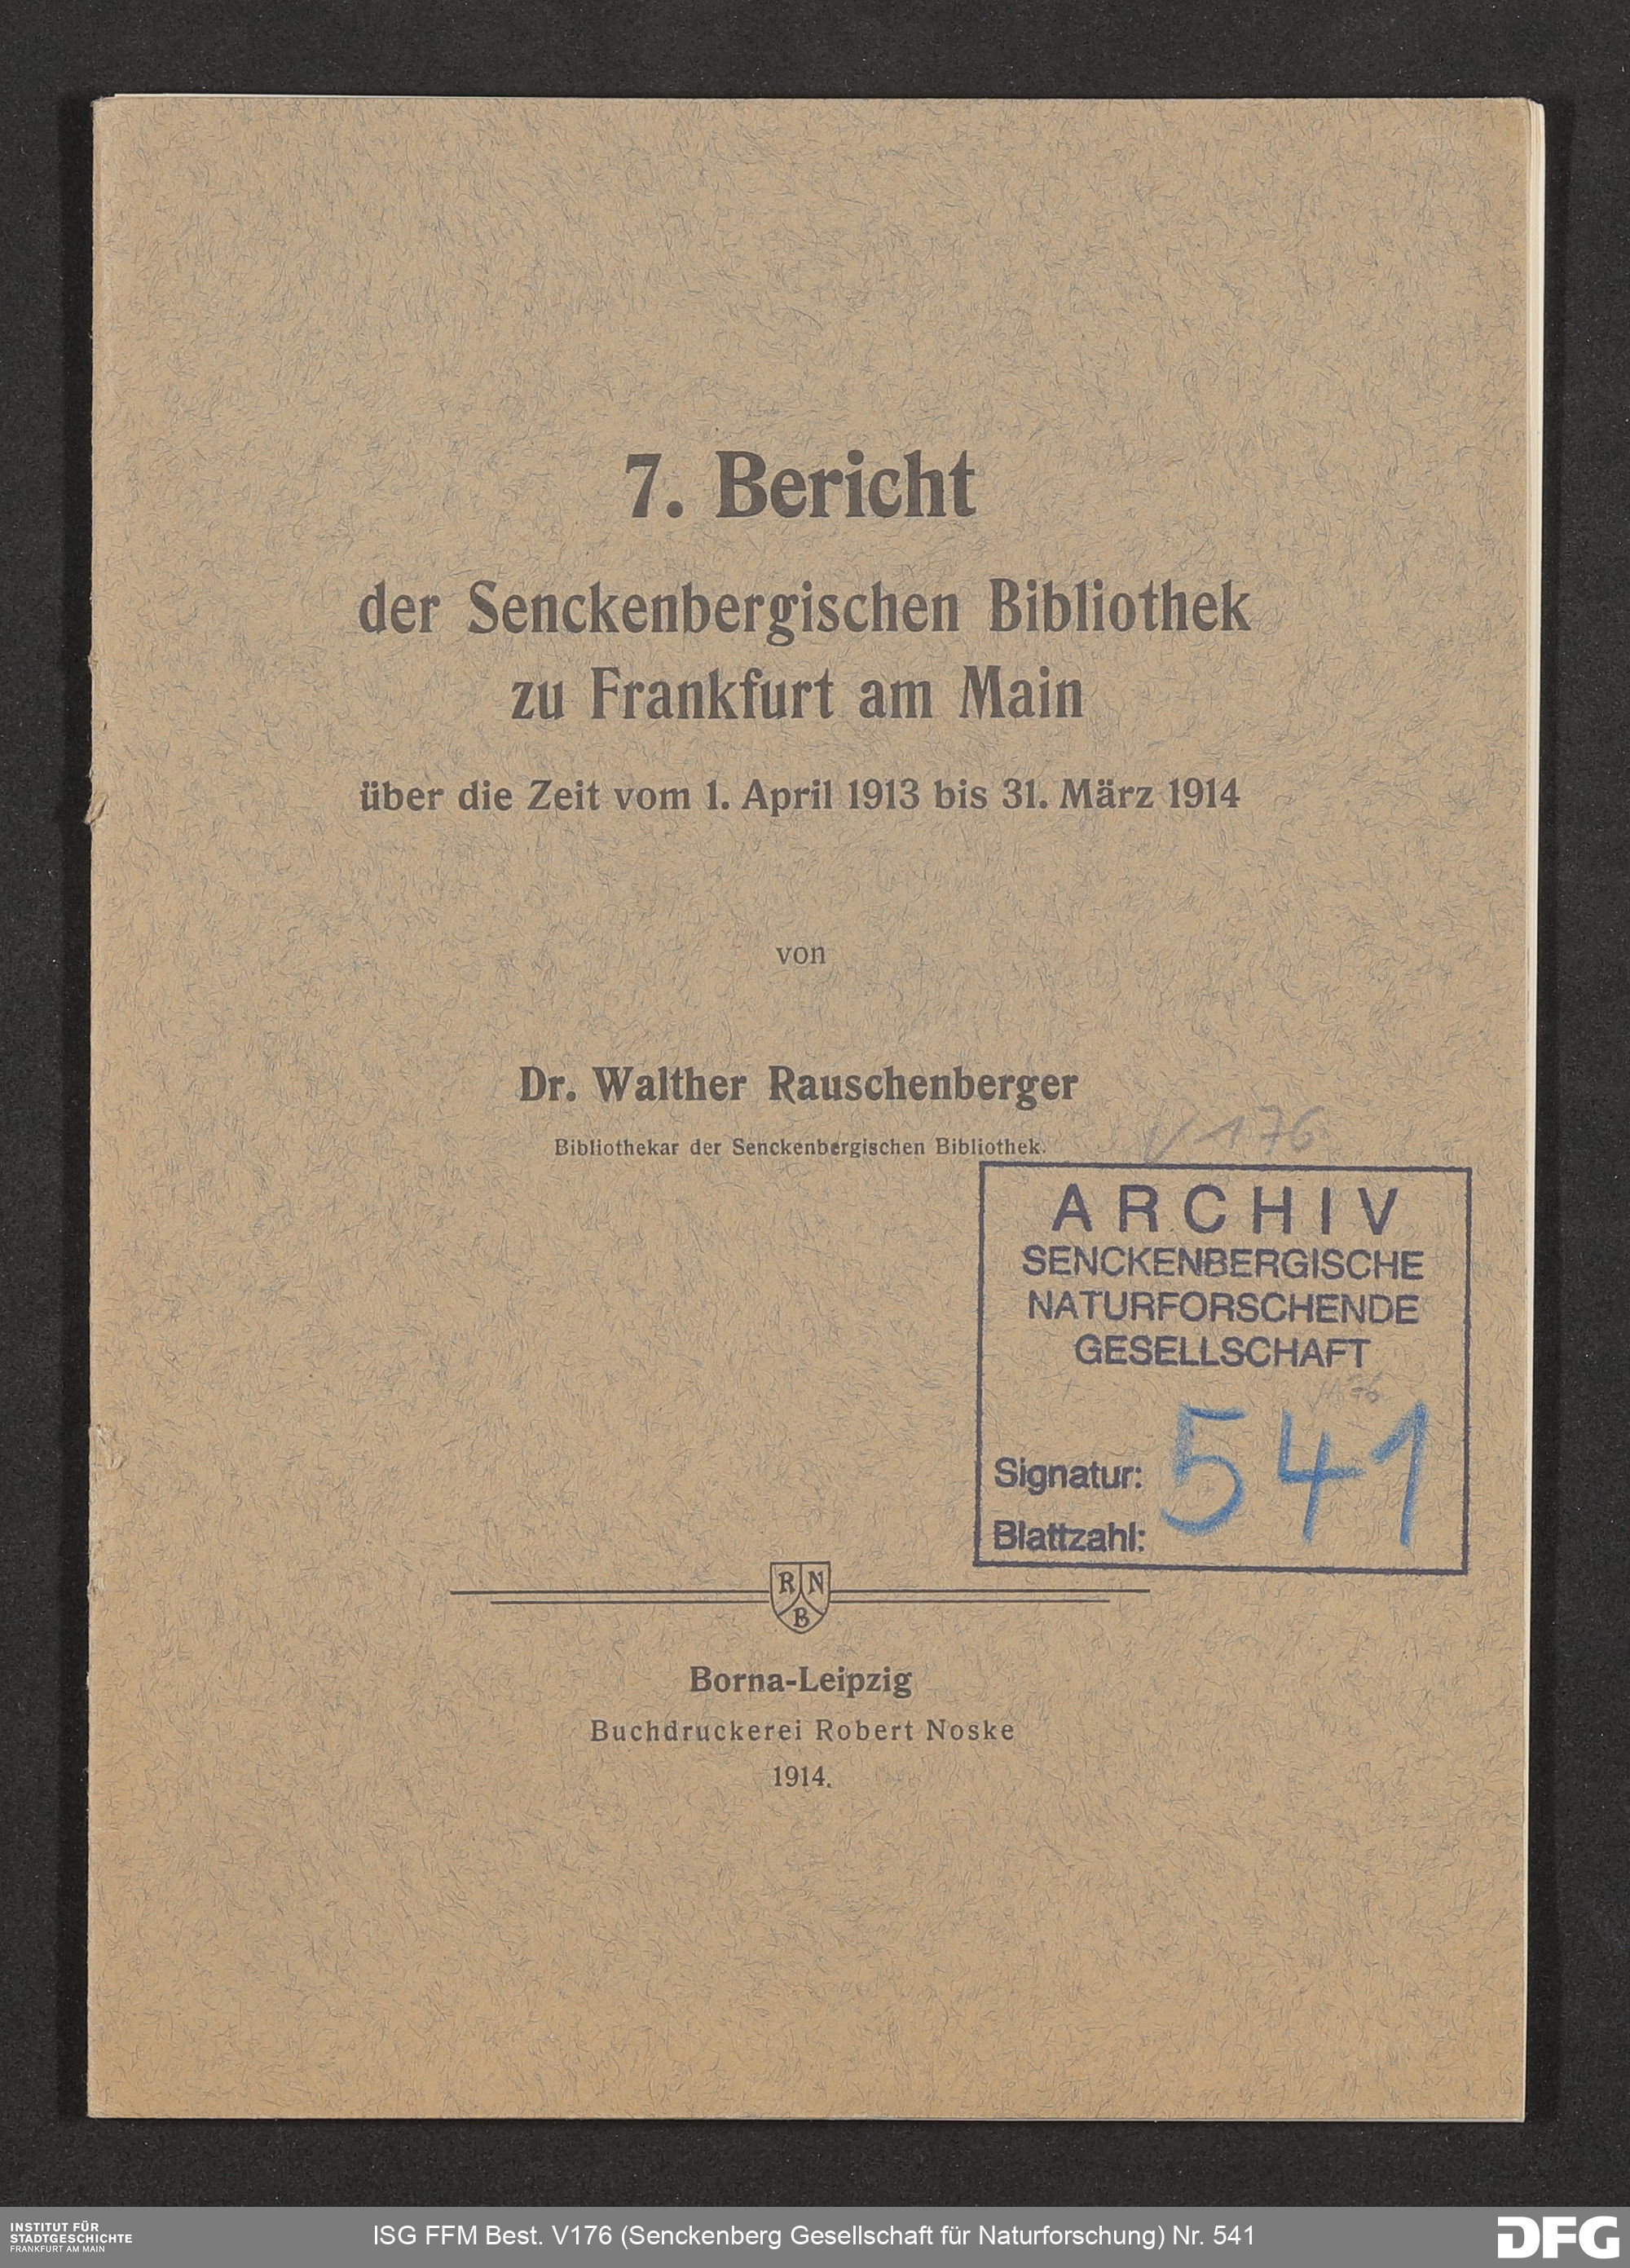 7. Bericht
der Senckenbergischen Bibliothek
zu Frankfurt am Main
über die Zeit vom 1. April 1913 bis 31. März 1914
von
Dr. Walther Rauschenberger
Bibliothekar der Senckenbergischen Bibliothek.
V 176
ARCHIV
SENCKENBERGISCHE
NATURFORSCHENDE
GESELLSCHAFT
Signatur: 541
Blattzahl:
R N
B
Borna-Leipzig
Buchdruckerei Robert Noske
1914.
INSTITUT FÜR
STADTGESCHICHTE
FRANKFURT AM MAIN
ISG FFM Best. V176 (Senckenberg Gesellschaft für Naturforschung) Nr. 541
DFG